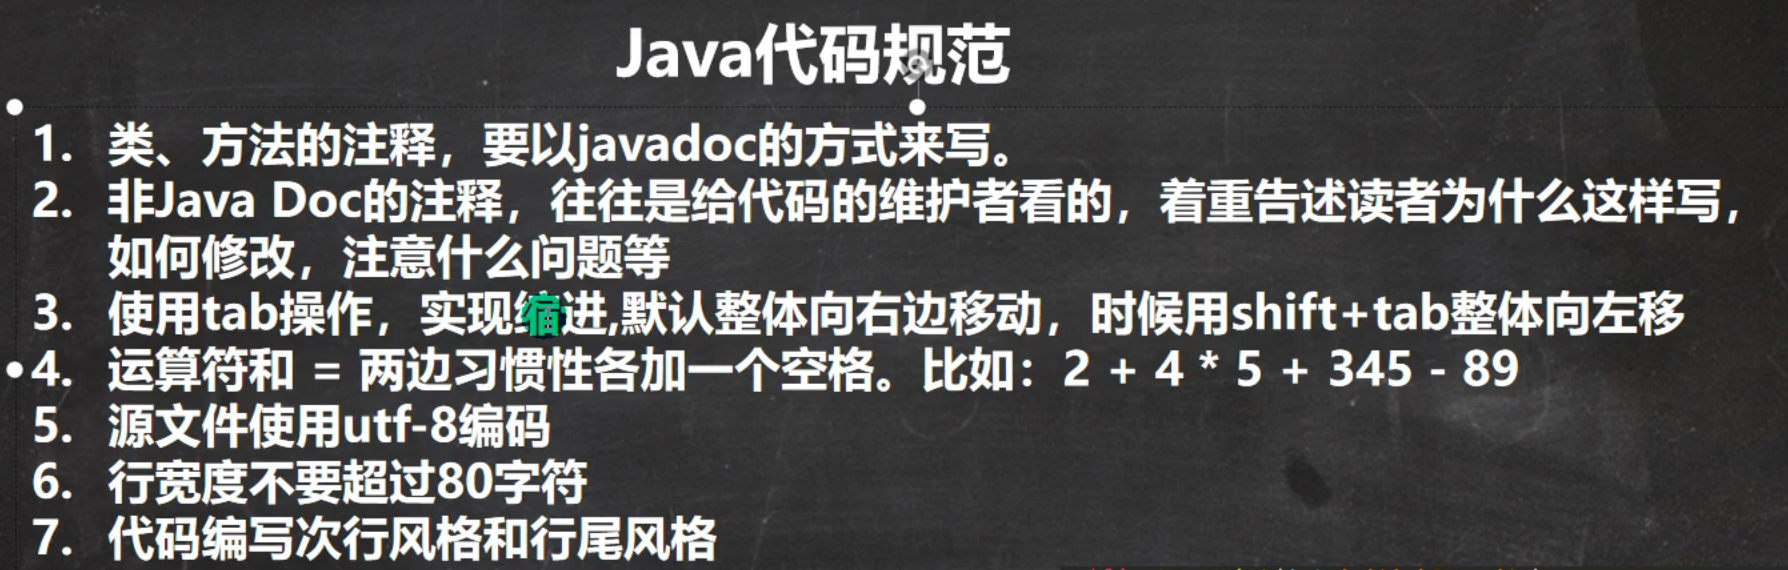 Java代码规范
1. 类、方法的注释，要以javadoc的方式来写。
2. 非Java Doc的注释，往往是给代码的维护者看的，着重告述读者为什么这样写，
如何修改，注意什么问题等
3. 使用tab操作，实现缩进,默认整体向右边移动，时候用shift+tab整体向左移
4. 运算符和 = 两边习惯性各加一个空格。比如：2 + 4 * 5 + 345 - 89
5. 源文件使用utf-8编码
6. 行宽度不要超过80字符
7. 代码编写次行风格和行尾风格